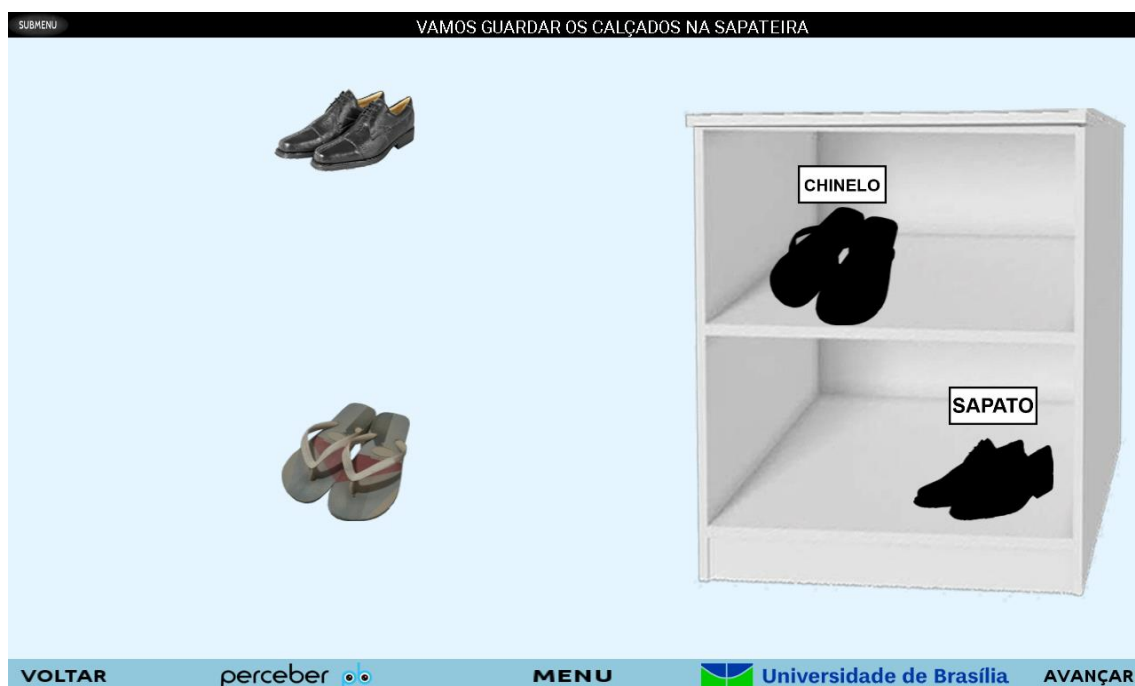 SUBMENU
VAMOS GUARDAR OS CALÇADOS NA SAPATEIRA
CHINELO
SAPATO
VOLTAR
perceber
MENU
Universidade de Brasília
AVANÇAR